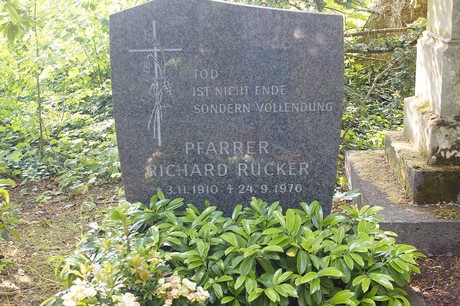 TOD
IST NICHT ENDE
SONDERN VOLLENDUNG
PFARRER
RICHARD RÜCKER
3.11.1910 ✢ 24.9.1976